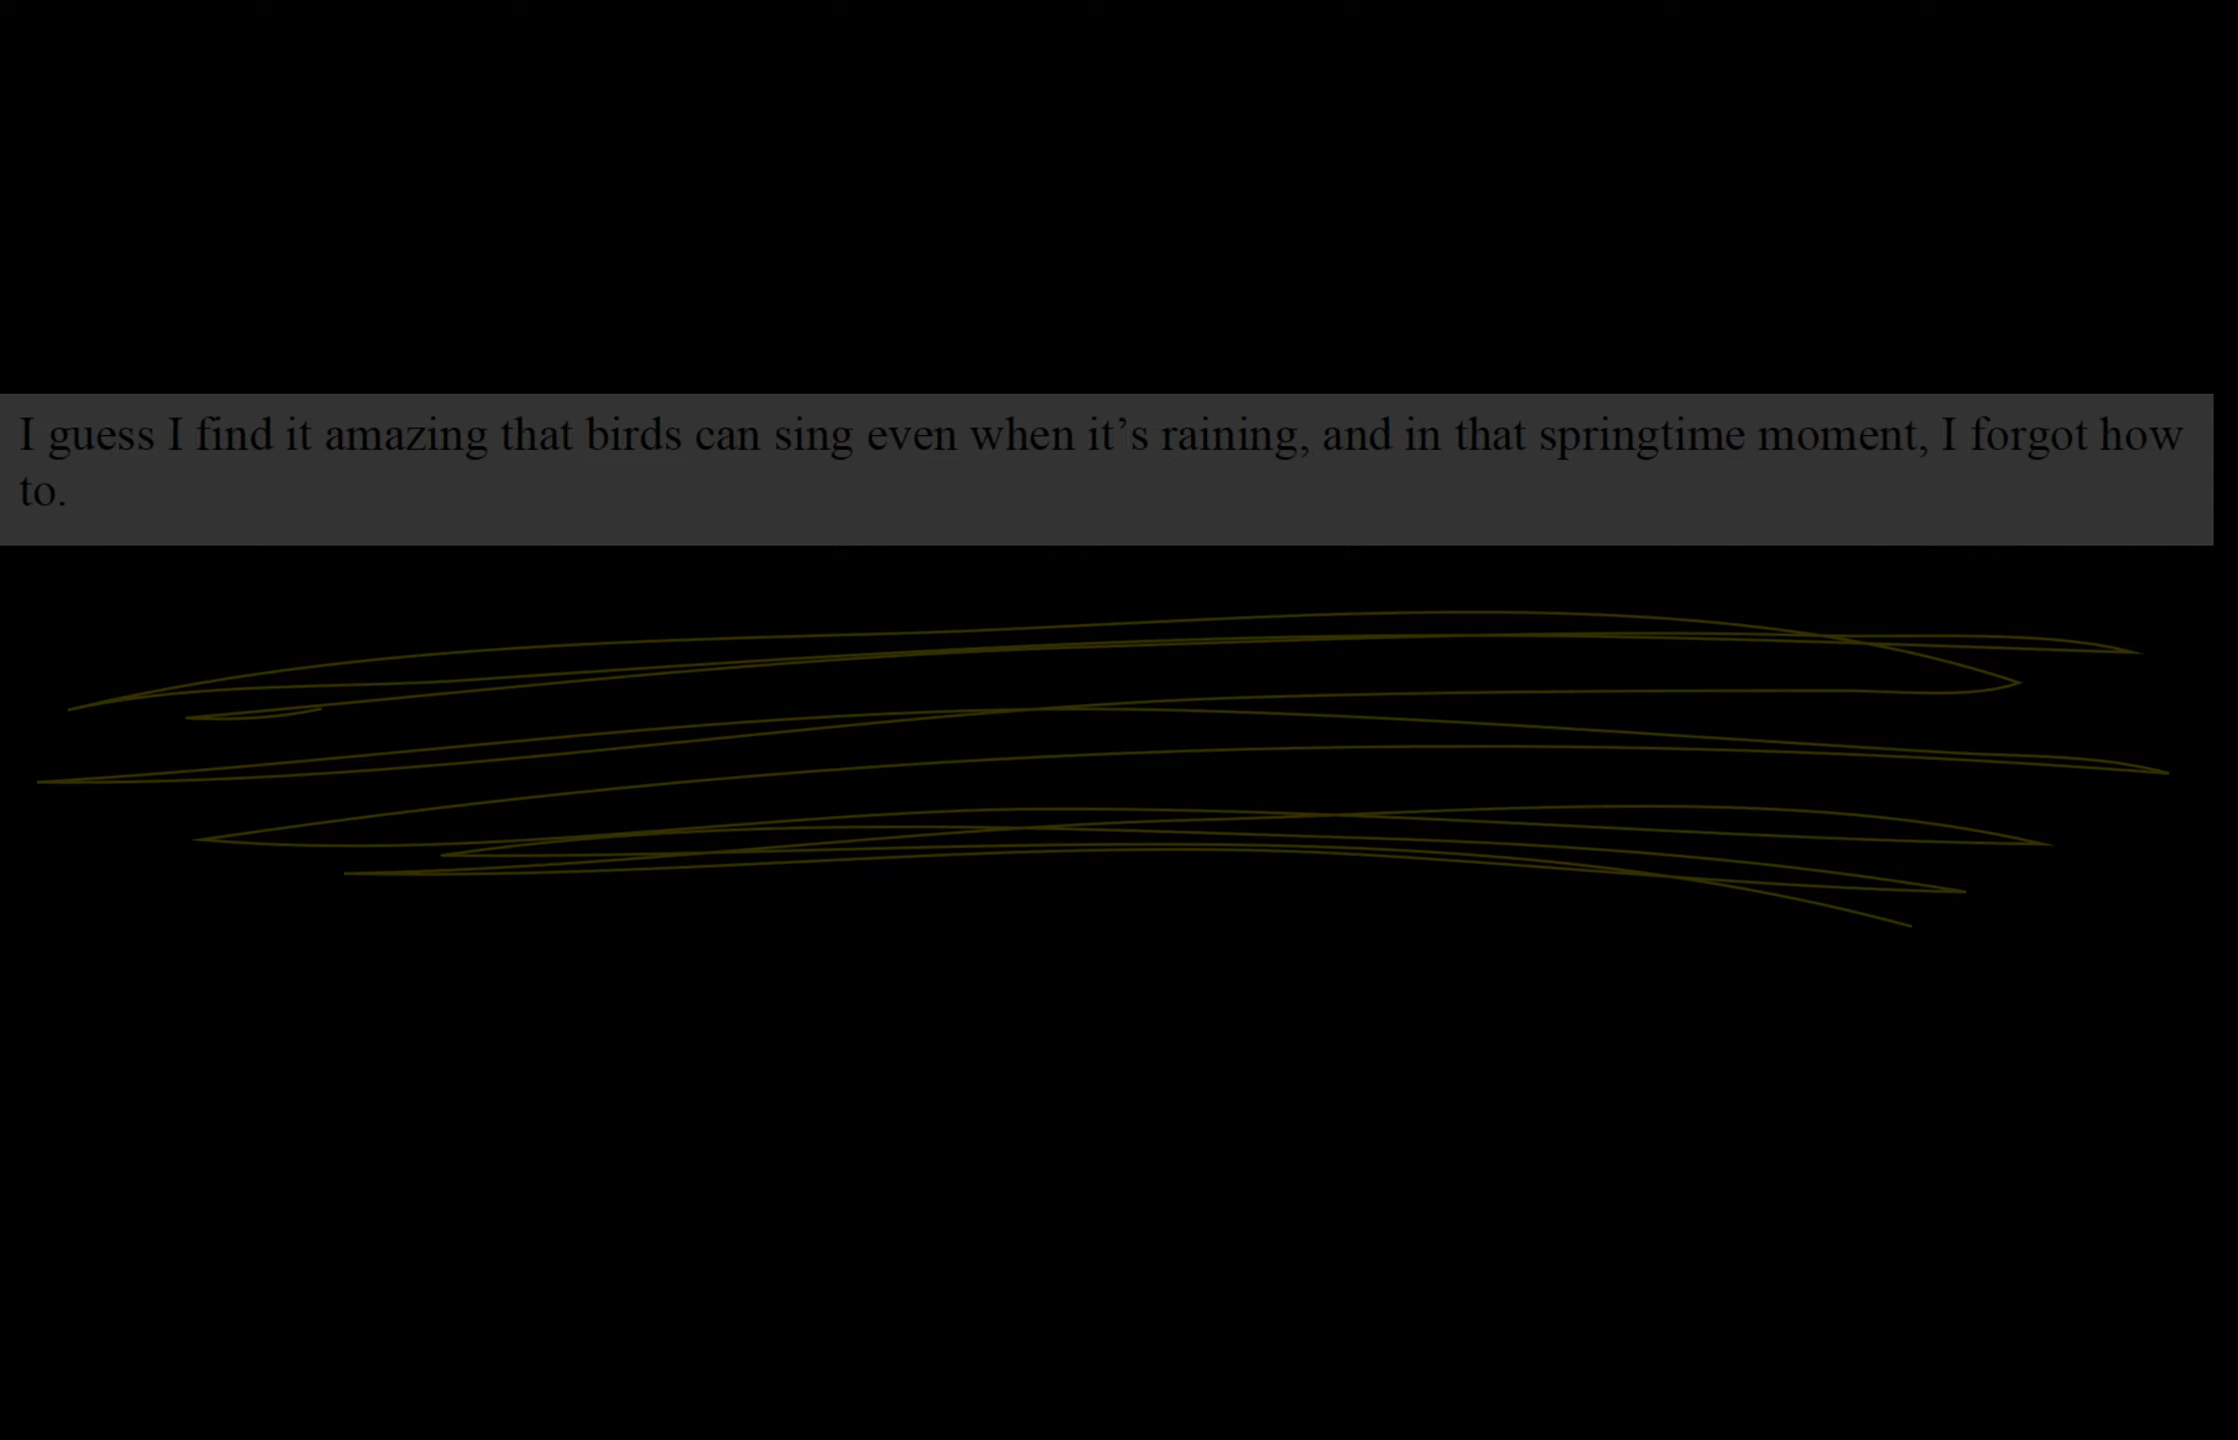 I guess I find it amazing that birds can sing even when it’s raining, and in that springtime moment, I forgot how
to.